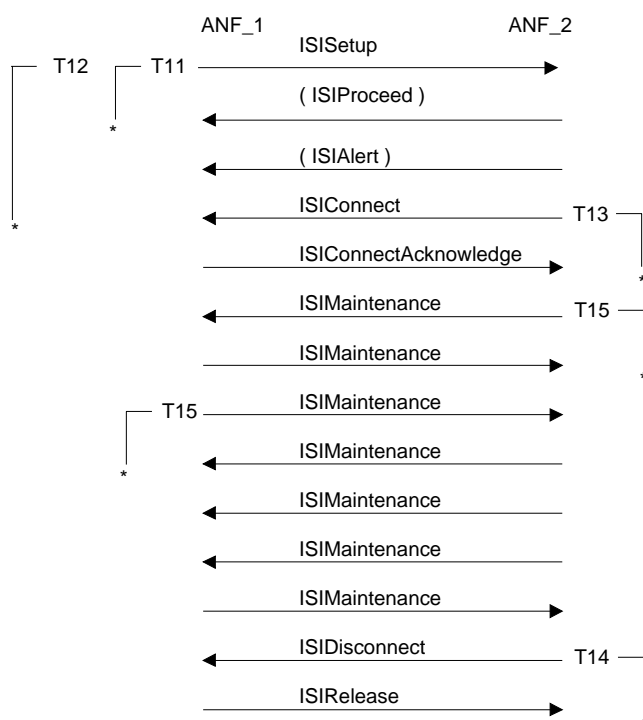 ANF_1 ANF_2
ISISetup
T12 T11
( ISIProceed )
*
( ISIAlert )
ISIConnect
T13
*
ISIConnectAcknowledge
*
ISIMaintenance
T15
ISIMaintenance
*
ISIMaintenance
T15
ISIMaintenance
*
ISIMaintenance
ISIMaintenance
ISIMaintenance
ISIDisconnect
T14
ISIRelease